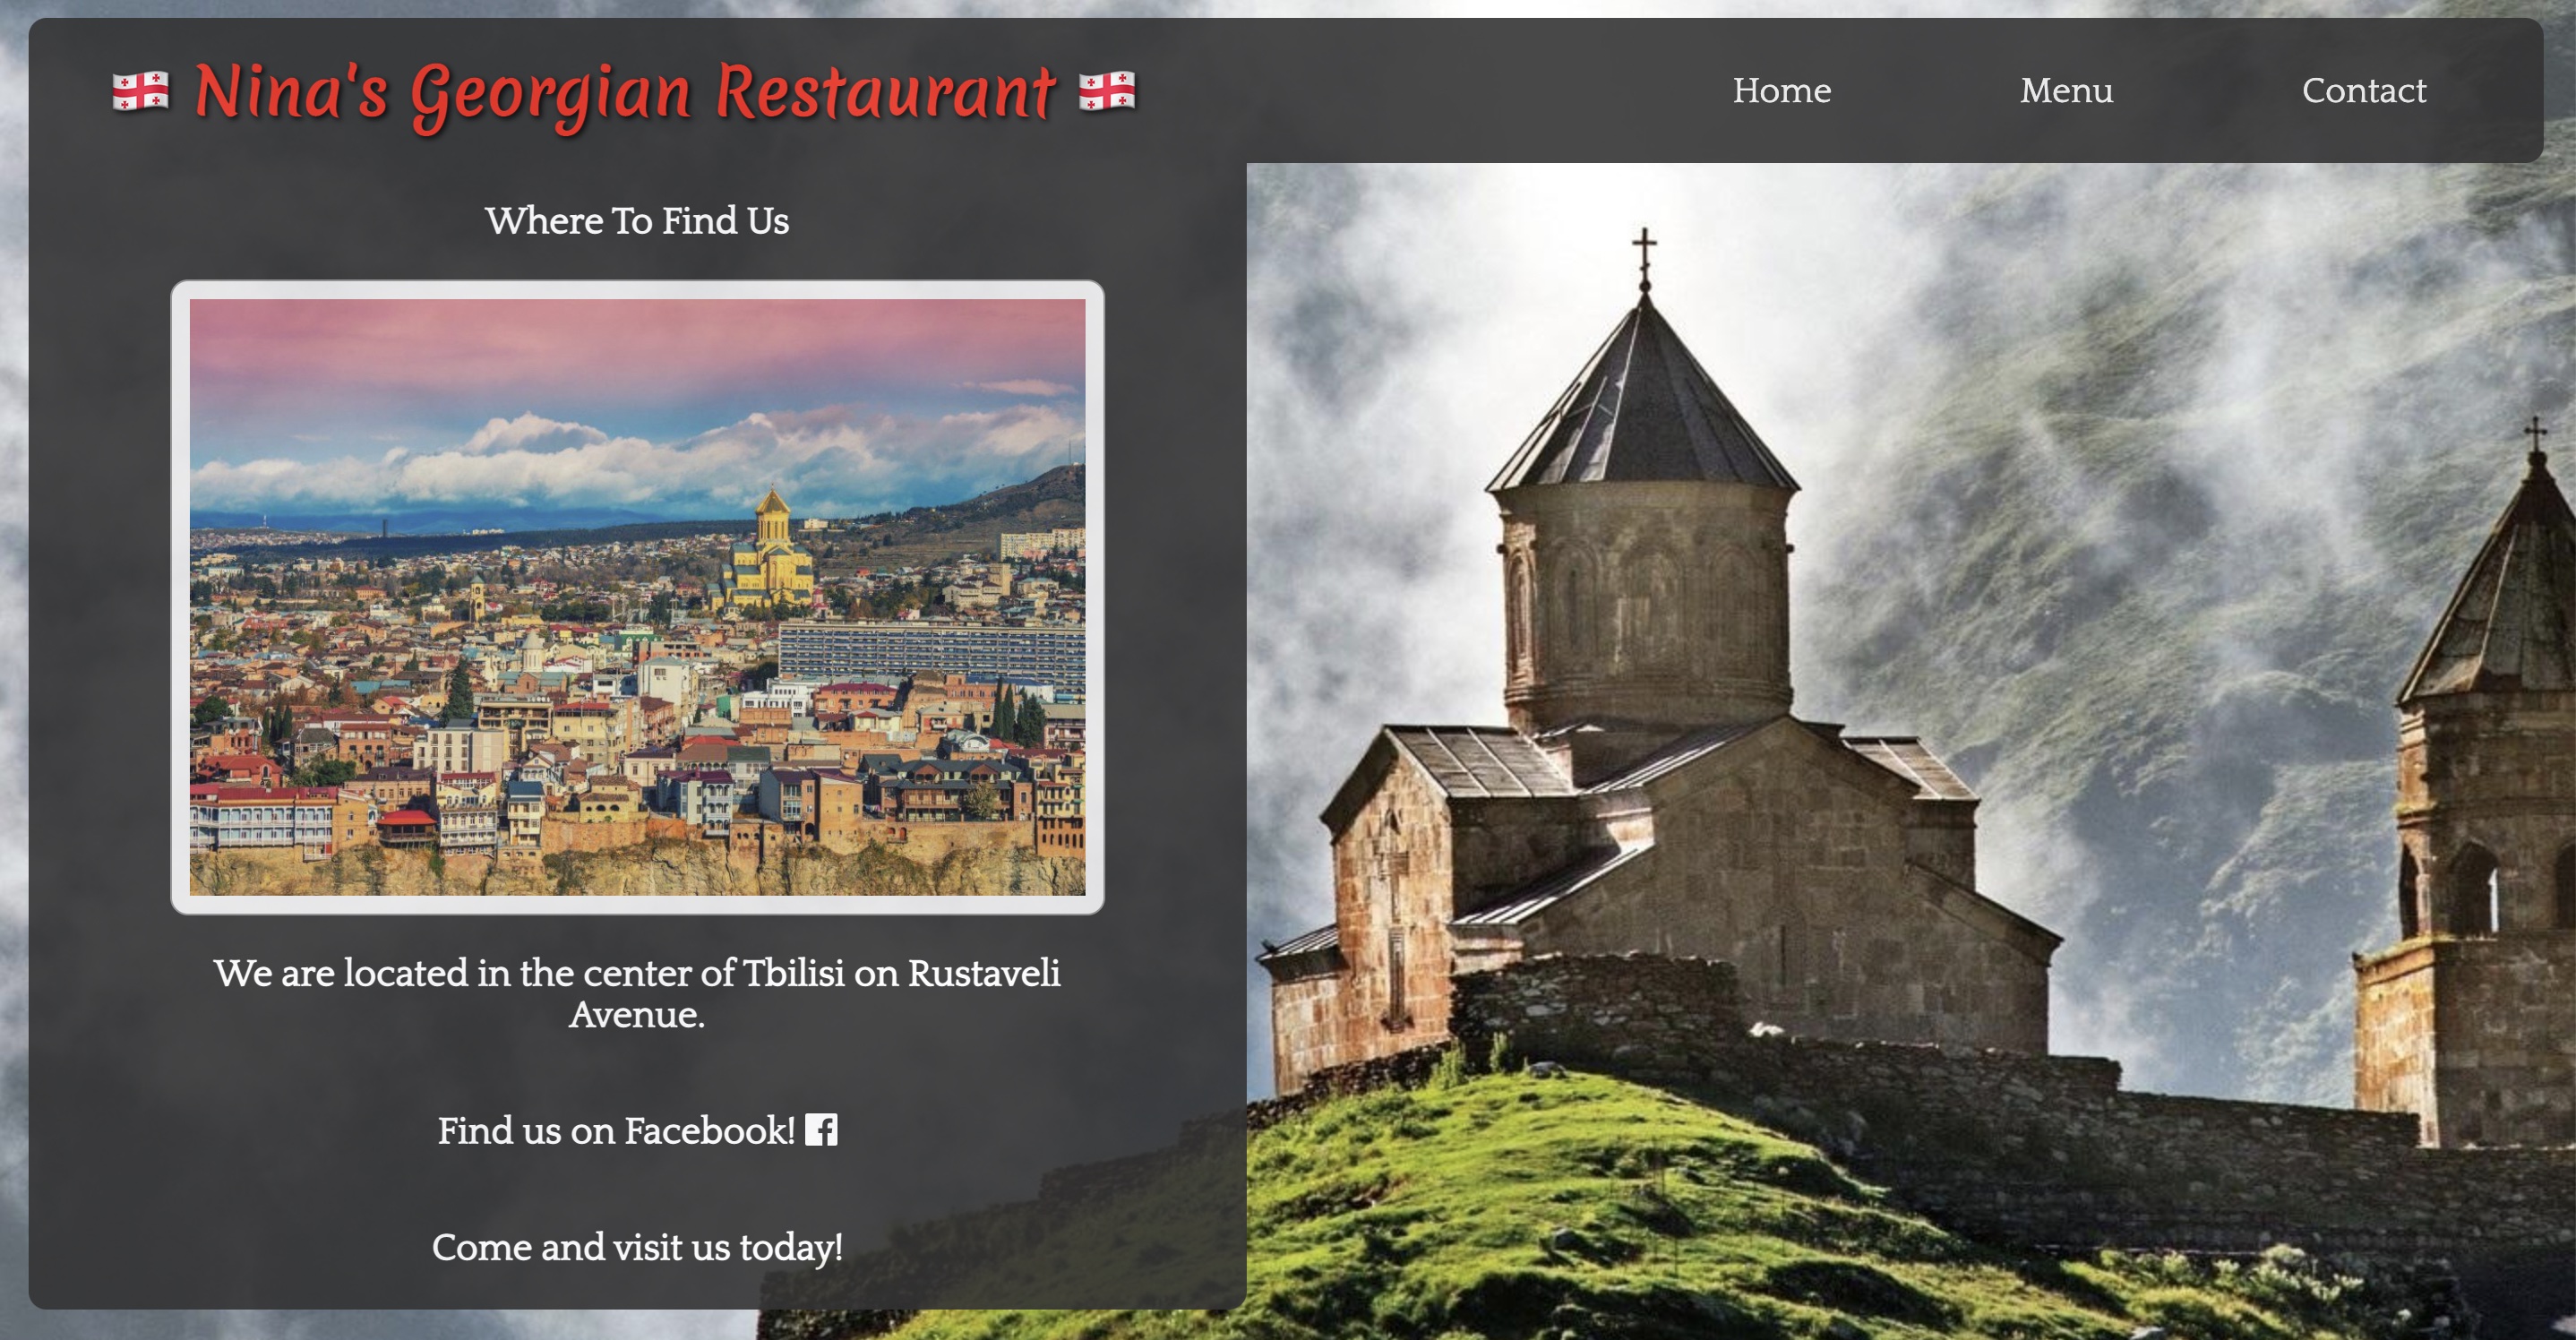 Nina's Georgian Restaurant
Home
Menu
Contact
Where To Find Us
We are located in the center of Tbilisi on Rustaveli
Avenue.
Find us on Facebook!
Come and visit us today!